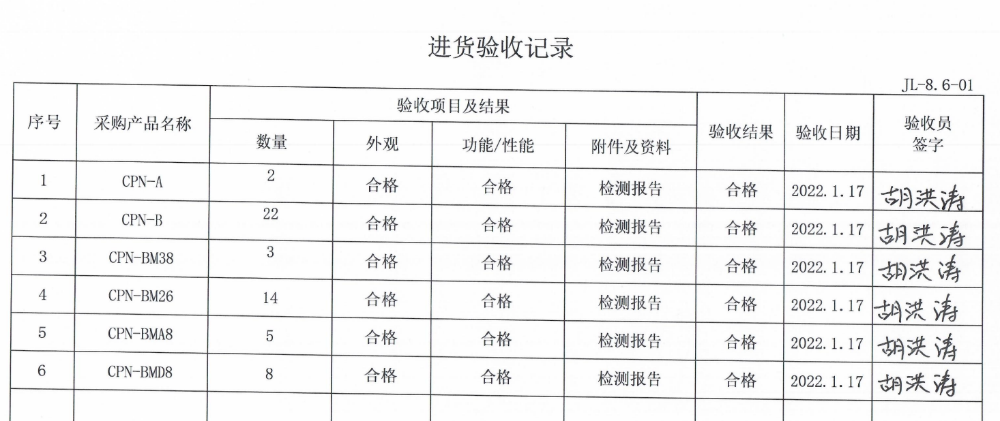 进货验收记录
JL-8.6-01
序号 采购产品名称 验收项目及结果 验收结果 验收日期 验收员
签字
数量 外观 功能/性能 附件及资料
1 CPN-A 2 合格 合格 检测报告 合格 2022.1.17 胡洪涛
2 CPN-B 22 合格 合格 检测报告 合格 2022.1.17 胡洪涛
3 CPN-BM38 3 合格 合格 检测报告 合格 2022.1.17 胡洪涛
4 CPN-BM26 14 合格 合格 检测报告 合格 2022.1.17 胡洪涛
5 CPN-BMA8 5 合格 合格 检测报告 合格 2022.1.17 胡洪涛
6 CPN-BMD8 8 合格 合格 检测报告 合格 2022.1.17 胡洪涛